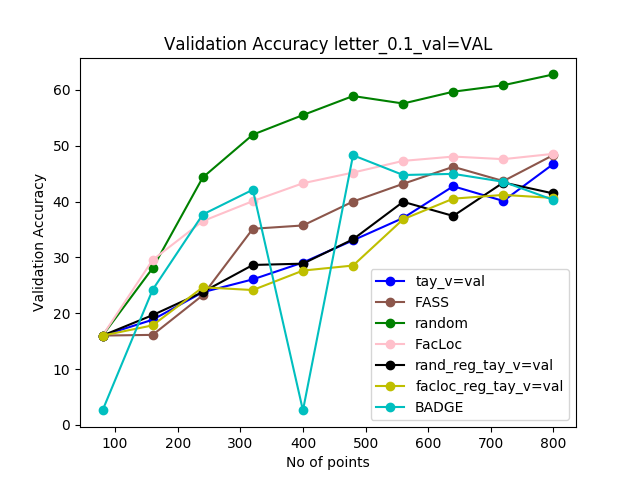 Validation Accuracy letter_0.1_val=VAL
Validation Accuracy
60
50
40
30
20
10
0
100
200
300
400
500
600
700
800
No of points
tay_v=val
FASS
random
FacLoc
rand_reg_tay_v=val
facloc_reg_tay_v=val
BADGE